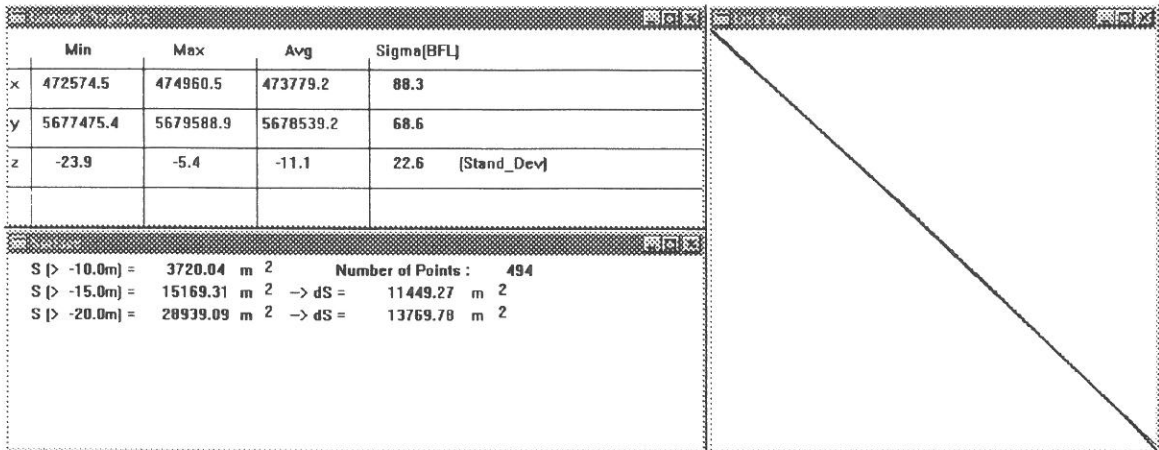 Min Max Avg Sigma(BFL)
x 472574.5 474960.5 473779.2 88.3
y 5677475.4 5679588.9 5678539.2 68.6
z -23.9 -5.4 -11.1 22.6 (Stand_Dev)
S (> -10.0m) = 3720.04 m 2 Number of Points : 494
S (> -15.0m) = 15169.31 m 2 –> dS = 11449.27 m 2
S (> -20.0m) = 28939.09 m 2 –> dS = 13769.78 m 2